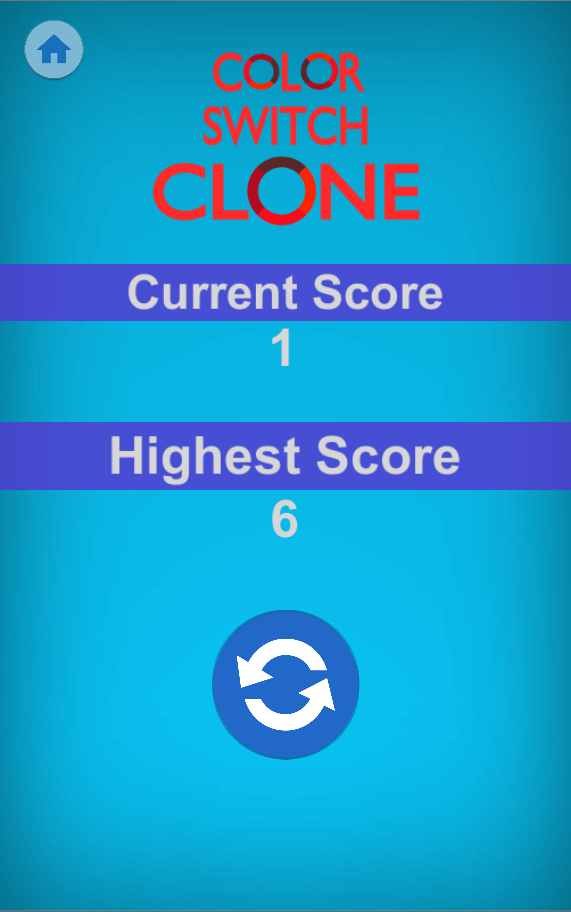 COLOR
SWITCH
CLONE
Current Score
1
Highest Score
6